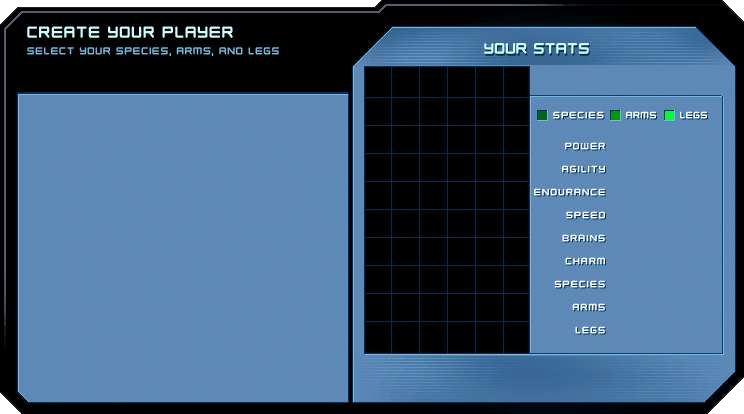 CREATE YOUR PLAYER
SELECT YOUR SPECIES, ARMS, AND LEGS
YOUR STATS
SPECIES ARMS LEGS
POWER
AGILITY
ENDURANCE
SPEED
BRAINS
CHARM
SPECIES
ARMS
LEGS